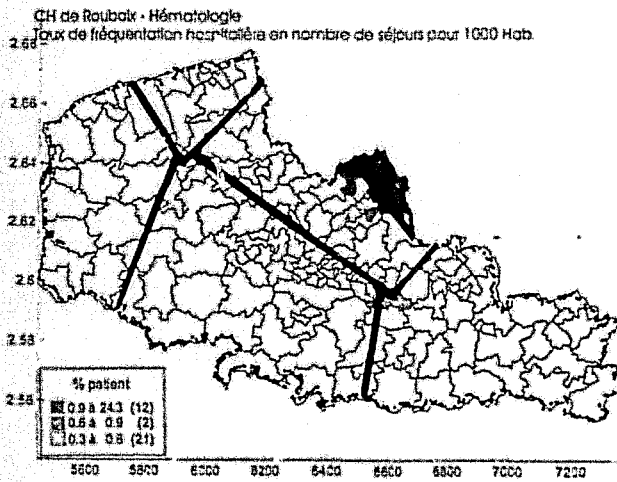 CH de Roubaix - Hématologie
Taux de fréquentation hospitalière en nombre de séjours pour 1000 Hab.
2.68
2.66
2.64
2.62
2.6
2.58
2.56
% patient
0.9 à 24.3 (12)
0.6 à 0.9 (2)
0.3 à 0.6 (21)
5600 5800 6000 6200 6400 6600 6800 7000 7200